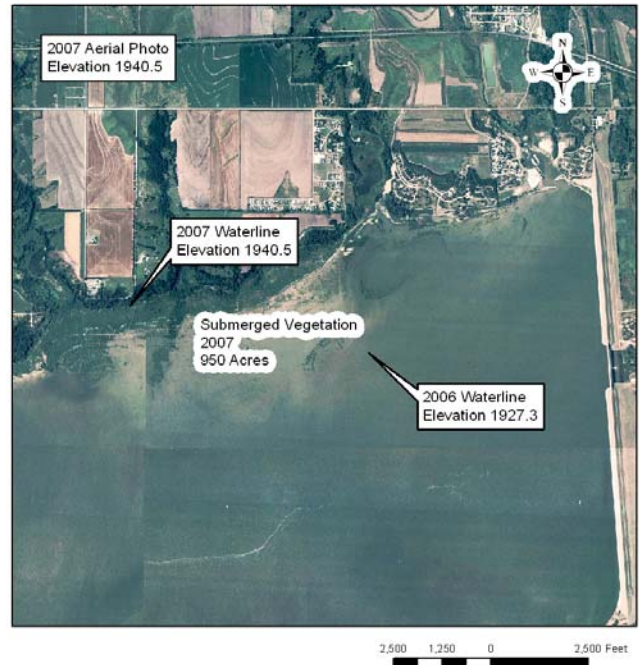 2007 Aerial Photo
Elevation 1940.5
N
W E
S
2007 Waterline
Elevation 1940.5
Submerged Vegetation
2007
950 Acres
2006 Waterline
Elevation 1927.3
2,500 1,250 0 2,500 Feet